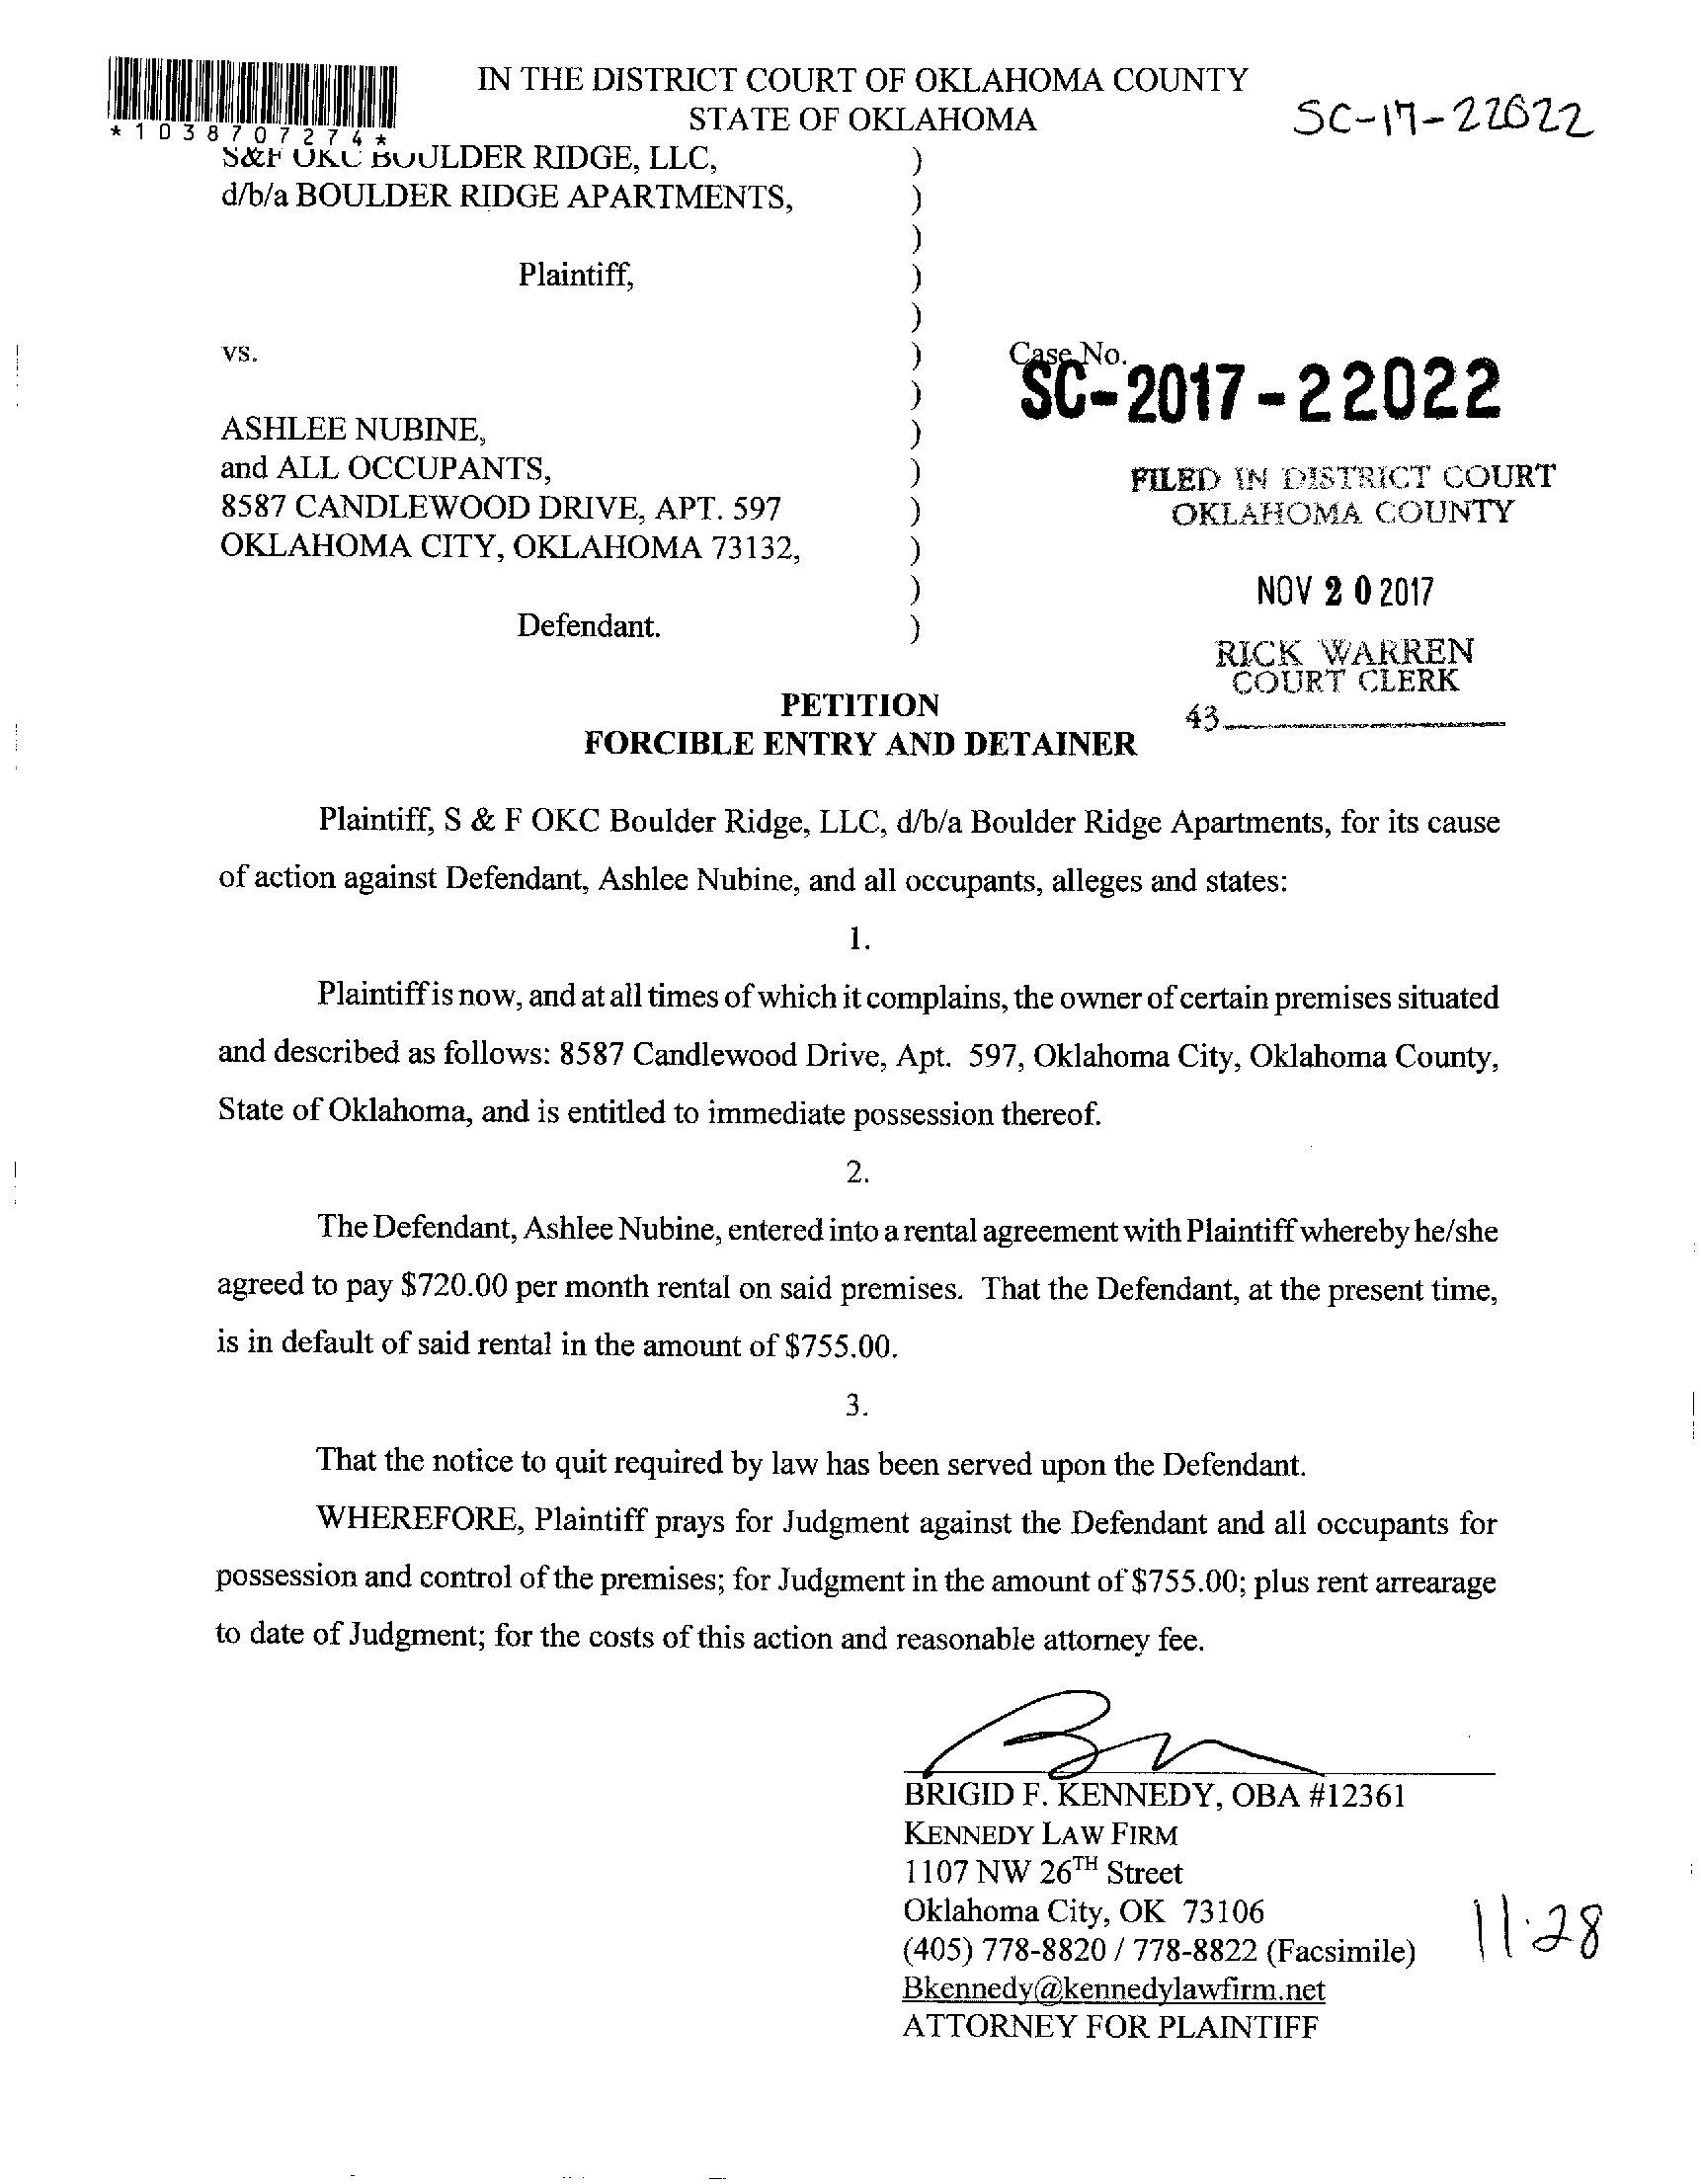 IN THE DISTRICT COURT OF OKLAHOMA COUNTY
STATE OF OKLAHOMA
SC-17-22022
*1038707274*
S&F OKC BOULDER RIDGE, LLC, )
d/b/a BOULDER RIDGE APARTMENTS, )
)
Plaintiff, )
)
vs. )
Case No.
SC-2017-22022
)
ASHLEE NUBINE, )
and ALL OCCUPANTS, )
8587 CANDLEWOOD DRIVE, APT. 597 )
OKLAHOMA CITY, OKLAHOMA 73132, )
)
Defendant. )
FILED IN DISTRICT COURT
OKLAHOMA COUNTY
NOV 20 2017
RICK WARREN
COURT CLERK
43
PETITION
FORCIBLE ENTRY AND DETAINER
Plaintiff, S & F OKC Boulder Ridge, LLC, d/b/a Boulder Ridge Apartments, for its cause
of action against Defendant, Ashlee Nubine, and all occupants, alleges and states:
1.
Plaintiff is now, and at all times of which it complains, the owner of certain premises situated
and described as follows: 8587 Candlewood Drive, Apt. 597, Oklahoma City, Oklahoma County,
State of Oklahoma, and is entitled to immediate possession thereof.
2.
The Defendant, Ashlee Nubine, entered into a rental agreement with Plaintiff whereby he/she
agreed to pay $720.00 per month rental on said premises. That the Defendant, at the present time,
is in default of said rental in the amount of $755.00.
3.
That the notice to quit required by law has been served upon the Defendant.
WHEREFORE, Plaintiff prays for Judgment against the Defendant and all occupants for
possession and control of the premises; for Judgment in the amount of $755.00; plus rent arrearage
to date of Judgment; for the costs of this action and reasonable attorney fee.
BRIGID F. KENNEDY, OBA #12361
KENNEDY LAW FIRM
1107 NW 26TH Street
Oklahoma City, OK 73106
(405) 778-8820 / 778-8822 (Facsimile)
Bkennedy@kennedylawfirm.net
ATTORNEY FOR PLAINTIFF
11:28